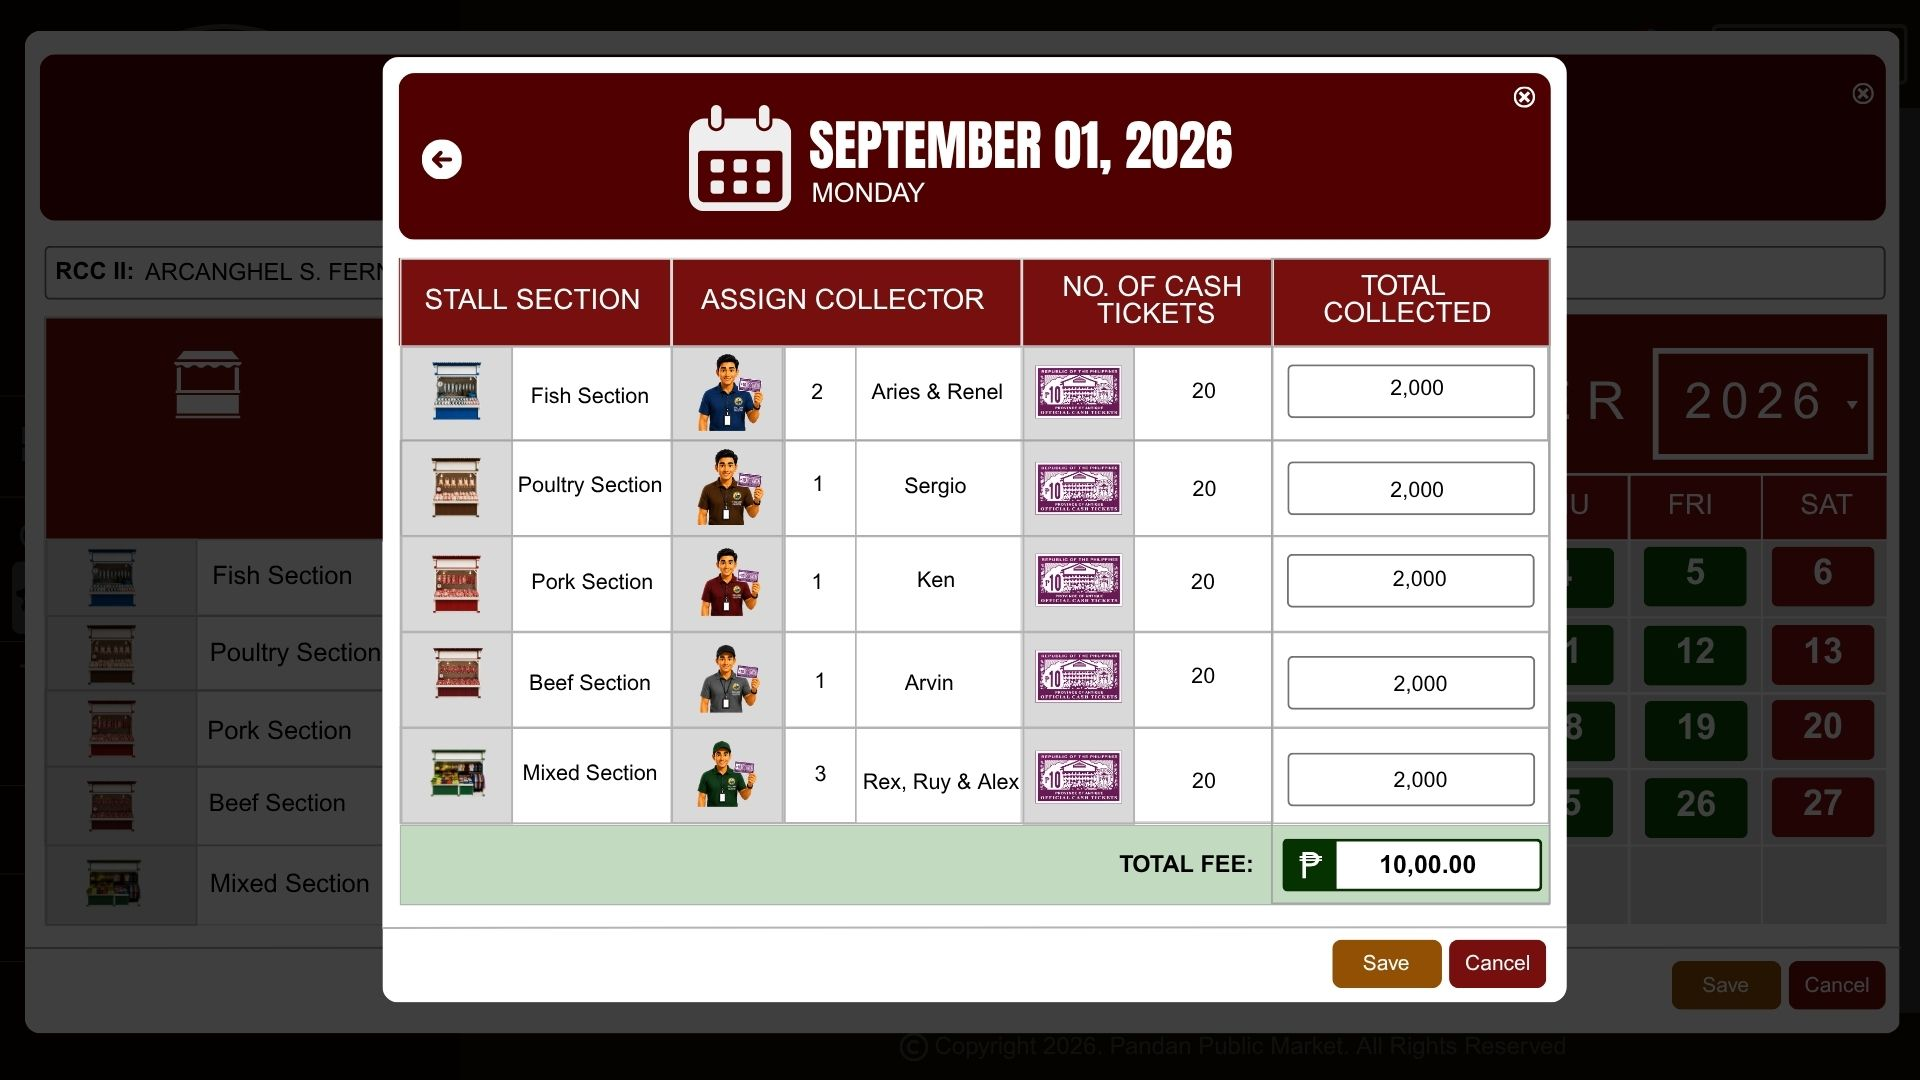 SEPTEMBER 01, 2026
MONDAY
RCC II: ARCANGHEL S. FERN
STALL SECTION ASSIGN COLLECTOR NO. OF CASH TICKETS TOTAL COLLECTED
Fish Section 2 Aries & Renel 20 2,000
Poultry Section 1 Sergio 20 2,000
Pork Section 1 Ken 20 2,000
Beef Section 1 Arvin 20 2,000
Mixed Section 3 Rex, Ruy & Alex 20 2,000
TOTAL FEE: ₱ 10,00.00
Save Cancel
ER 2026
U FRI SAT
Fish Section 5 6
Poultry Section 1 12 13
Pork Section 8 19 20
Beef Section 5 26 27
Mixed Section
Save Cancel
© Copyright 2026. Pandan Public Market. All Rights Reserved